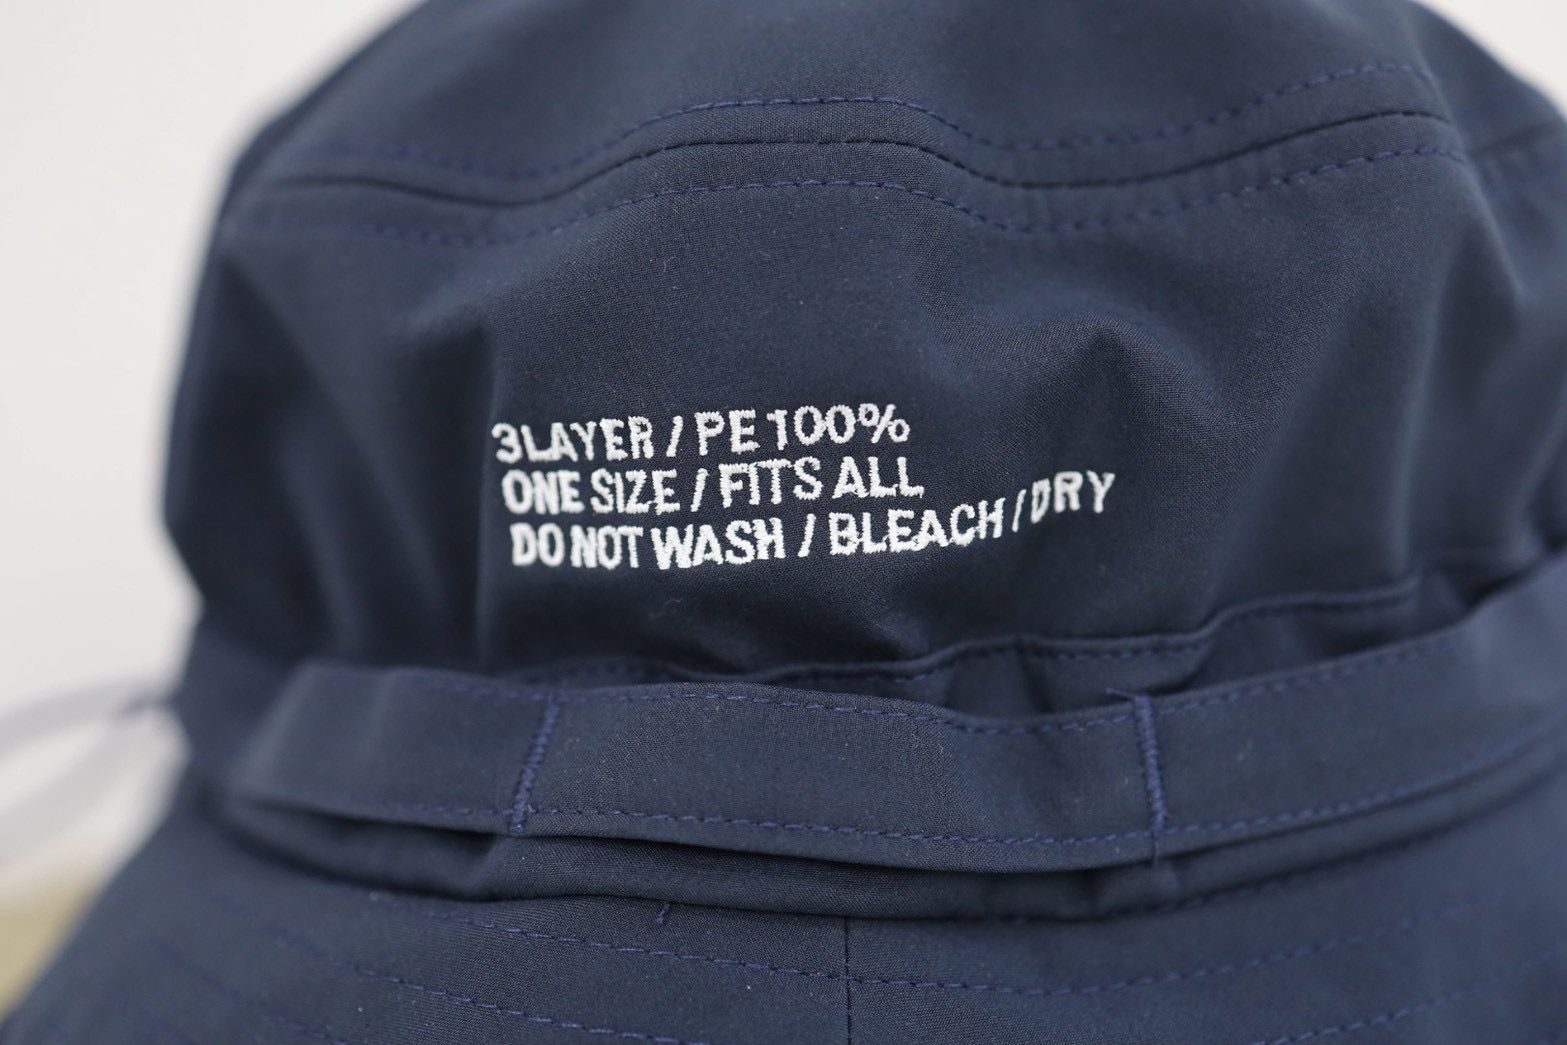 3LAYER / PE 100%
ONE SIZE / FITS ALL
DO NOT WASH / BLEACH / DRY